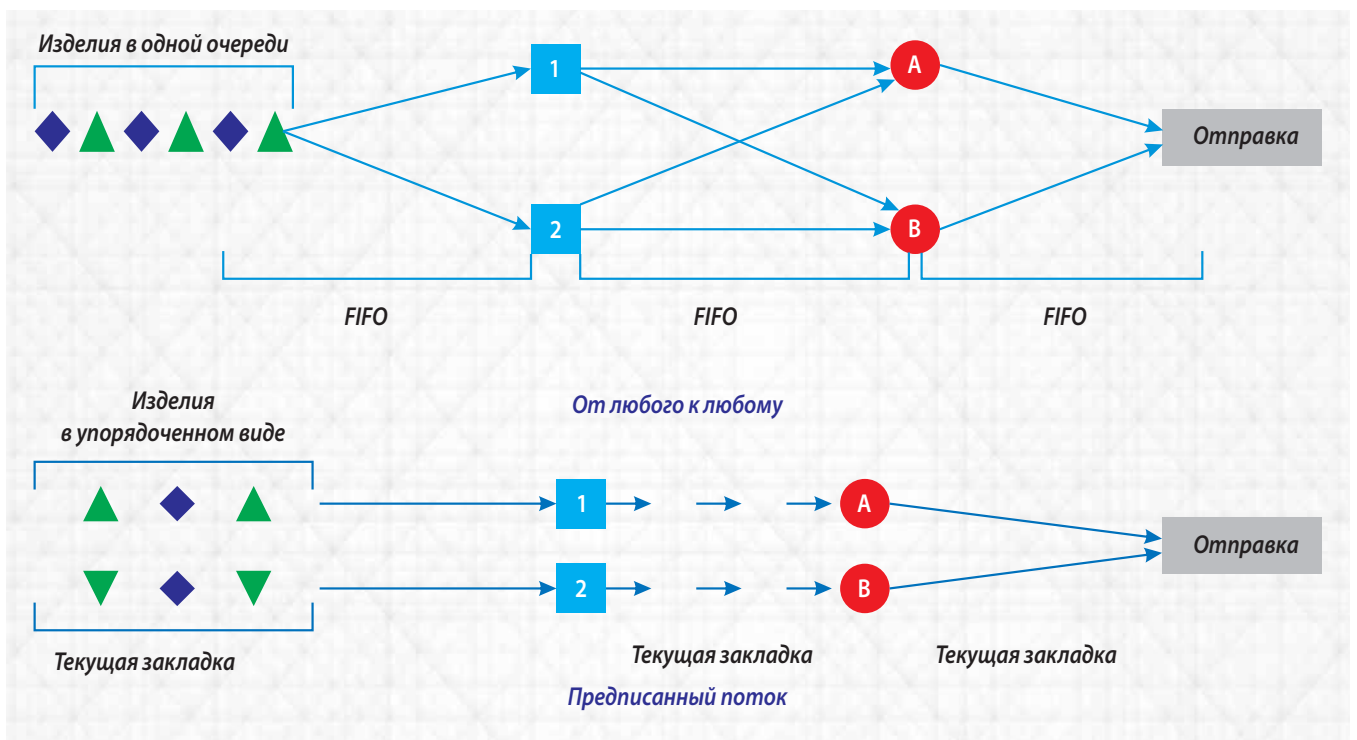 Изделия в одной очереди
1
A
Отправка
2
B
FIFO
FIFO
FIFO
Изделия
в упорядоченном виде
От любого к любому
1
A
Отправка
2
B
Текущая закладка
Текущая закладка
Текущая закладка
Предписанный поток